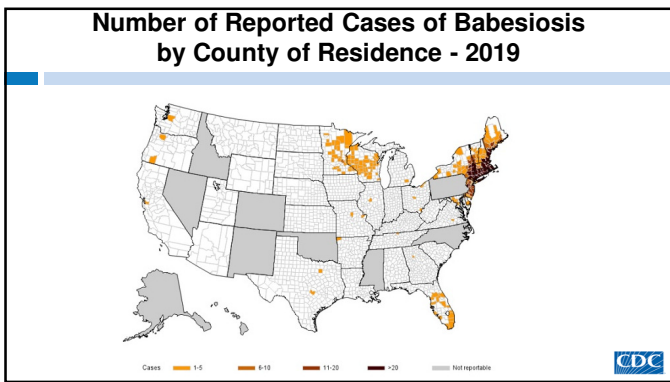 Number of Reported Cases of Babesiosis
by County of Residence - 2019
Cases 1-5 6-10 11-20 >20 Not reportable
CDC